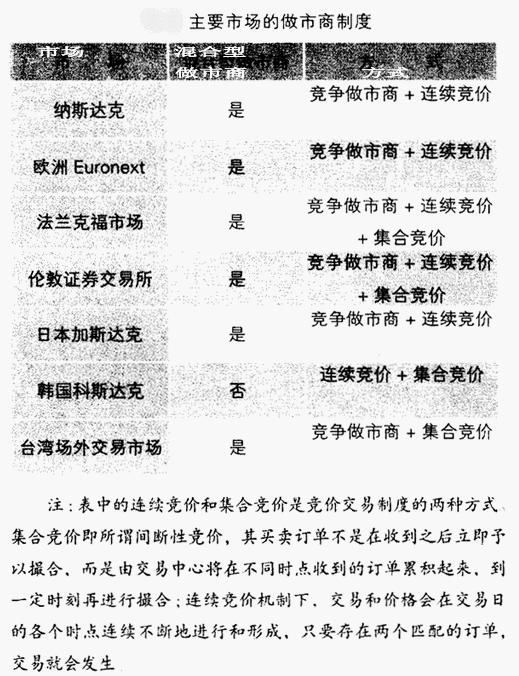 主要市场的做市商制度
市场 混合型做市商 方式
纳斯达克 是 竞争做市商 + 连续竞价
欧洲 Euronext 是 竞争做市商 + 连续竞价
法兰克福市场 是 竞争做市商 + 连续竞价
+ 集合竞价
伦敦证券交易所 是 竞争做市商 + 连续竞价
+ 集合竞价
日本加斯达克 是 竞争做市商 + 连续竞价
韩国科斯达克 否 连续竞价 + 集合竞价
台湾场外交易市场 是 竞争做市商 + 集合竞价
注:表中的连续竞价和集合竞价是竞价交易制度的两种方式、
集合竞价即所谓间断性竞价，其买卖订单不是在收到之后立即予
以撮合、而是由交易中心将在不同时点收到的订单累积起来，到
一定时刻再进行撮合;连续竞价机制下、交易和价格会在交易日
的各个时点连续不断地进行和形成，只要存在两个匹配的订单，
交易就会发生